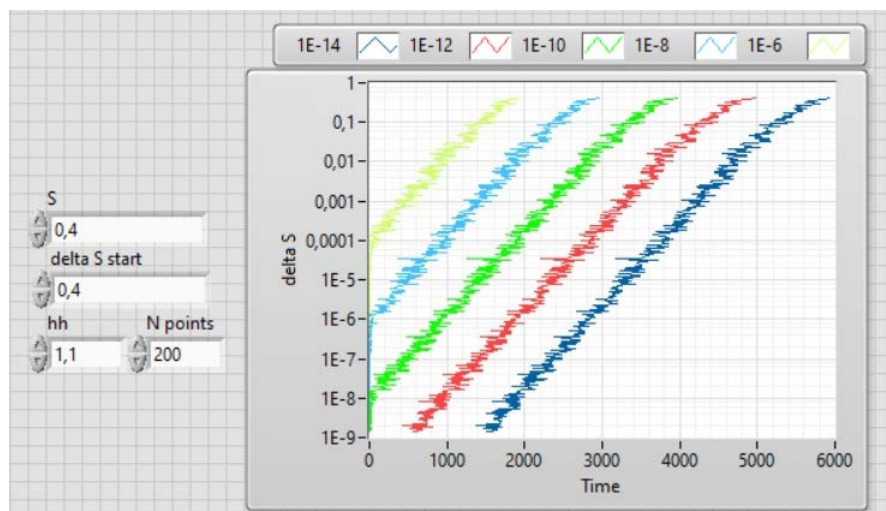 1E-14 1E-12 1E-10 1E-8 1E-6
S
0,4
delta S start
0,4
hh N points
1,1 200
delta S
1
0,1
0,01
0,001
0,0001
1E-5
1E-6
1E-7
1E-8
1E-9
0 1000 2000 3000 4000 5000 6000
Time